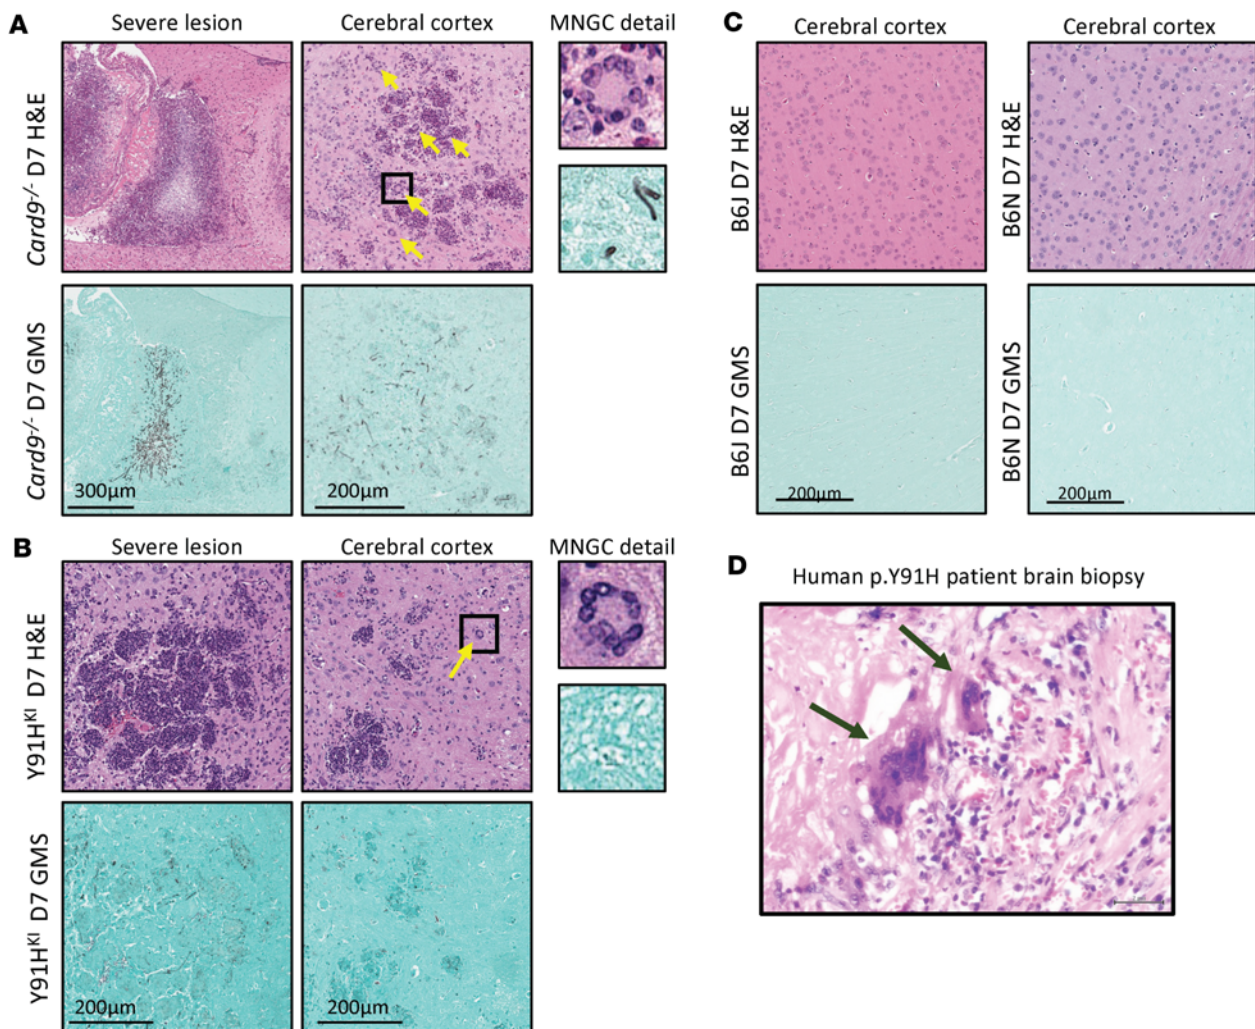 A
Severe lesion
Cerebral cortex
MNGC detail
Card9-/- D7 H&E
Card9-/- D7 GMS
300µm
200µm
B
Severe lesion
Cerebral cortex
MNGC detail
Y91HKI D7 H&E
Y91HKI D7 GMS
200µm
200µm
C
Cerebral cortex
Cerebral cortex
B6J D7 H&E
B6N D7 H&E
B6J D7 GMS
B6N D7 GMS
200µm
200µm
D
Human p.Y91H patient brain biopsy